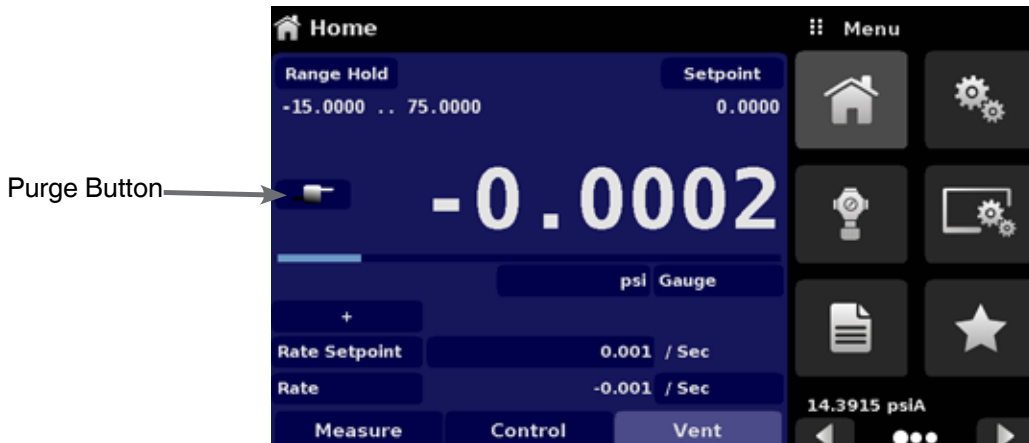 Home
Menu
Range Hold
Setpoint
-15.0000 .. 75.0000
0.0000
Purge Button
-0.0002
psi Gauge
+
Rate Setpoint 0.001 / Sec
Rate -0.001 / Sec
14.3915 psiA
Measure Control Vent